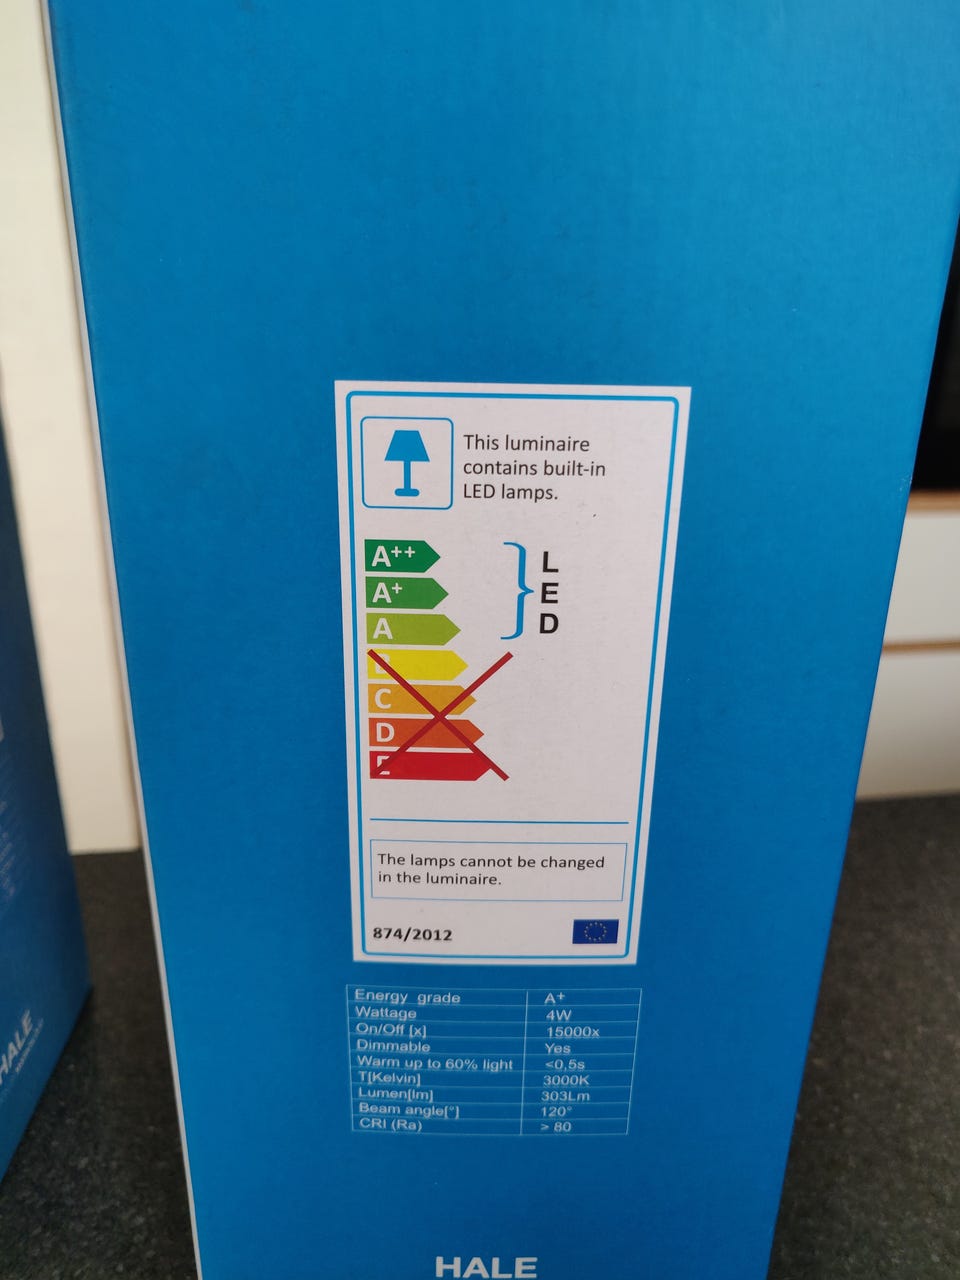 This luminaire
contains built-in
LED lamps.
A++
A+
A
C
D
E
L
E
D
The lamps cannot be changed
in the luminaire.
874/2012
Energy grade A+
Wattage 4W
On/Off [x] 15000x
Dimmable Yes
Warm up to 60% light <0,5s
T[Kelvin] 3000K
Lumen[lm] 303Lm
Beam angle[°] 120°
CRI (Ra) > 80
HALE
HALE